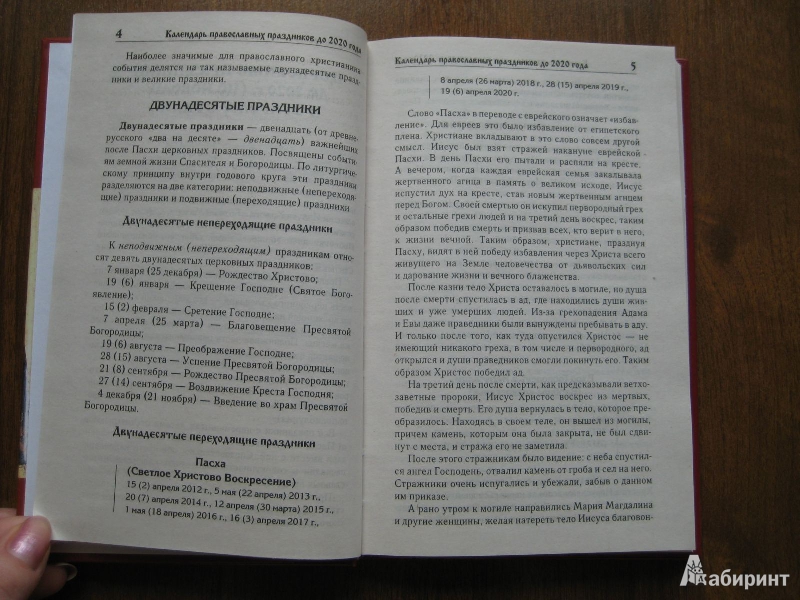 4 Календарь православных праздников до 2020 года
Наиболее значимые для православного христианина
события делятся на так называемые двунадесятые празд-
ники и великие праздники.
ДВУНАДЕСЯТЫЕ ПРАЗДНИКИ
Двунадесятые праздники — двенадцать (от древне-
русского «два на десяте» — двенадцать) важнейших
после Пасхи церковных праздников. Посвящены событи-
ям земной жизни Спасителя и Богородицы. По литургиче-
скому принципу внутри годового круга эти праздники
разделяются на две категории: неподвижные (непереходя-
щие) праздники и подвижные (переходящие) праздники
Двунадесятые непереходящие праздники
К неподвижным (непереходящим) праздникам отно-
сят девять двунадесятых церковных праздников:
7 января (25 декабря) — Рождество Христово;
19 (6) января — Крещение Господне (Святое Бого-
явление);
15 (2) февраля — Сретение Господне;
7 апреля (25 марта) — Благовещение Пресвятой
Богородицы;
19 (6) августа — Преображение Господне;
28 (15) августа — Успение Пресвятой Богородицы;
21 (8) сентября — Рождество Пресвятой Богородицы;
27 (14) сентября — Воздвижение Креста Господня;
4 декабря (21 ноября) — Введение во храм Пресвятой
Богородицы.
Двунадесятые переходящие праздники
Пасха
(Светлое Христово Воскресение)
15 (2) апреля 2012 г., 5 мая (22 апреля) 2013 г.,
20 (7) апреля 2014 г., 12 апреля (30 марта) 2015 г.,
1 мая (18 апреля) 2016 г., 16 (3) апреля 2017 г.,
Календарь православных праздников до 2020 года 5
8 апреля (26 марта) 2018 г., 28 (15) апреля 2019 г.,
19 (6) апреля 2020 г.
Слово «Пасха» в переводе с еврейского означает «избав-
ление». Для евреев это было избавление от египетского
плена. Христиане вкладывают в это слово совсем другой
смысл. Иисус был взят стражей накануне еврейской
Пасхи. В день Пасхи его пытали и распяли на кресте.
А вечером, когда каждая еврейская семья закалывала
жертвенного агнца в память о великом исходе, Иисус
испустил дух на кресте, став новым жертвенным агнцем
перед Богом. Своей смертью он искупил первородный грех
и остальные грехи людей и на третий день воскрес, таким
образом победив смерть и призвав всех, кто верит в него,
к жизни вечной. Таким образом, христиане, празднуя
Пасху, видят в ней победу избавления через Христа всего
живущего на Земле человечества от дьявольских сил
и дарование жизни и вечного блаженства.
После казни тело Христа оставалось в могиле, но душа
после смерти спустилась в ад, где находились души жив-
ших и уже умерших людей. Из-за грехопадения Адама
и Евы даже праведники были вынуждены пребывать в аду.
И только после того, как туда опустился Христос — не
имеющий никакого греха, в том числе и первородного, ад
открылся и души праведников смогли покинуть его. Таким
образом Христос победил ад.
На третий день после смерти, как предсказывали ветхо-
заветные пророки, Иисус Христос воскрес из мертвых,
победив смерть. Его душа вернулась в тело, которое пре-
образилось. Находясь в своем теле, он вышел из могилы,
причем камень, которым она была закрыта, не был сдви-
нут с места, и стража его не заметила.
После этого стражникам было видение: с неба спустил-
ся ангел Господень, отвалил камень от гроба и сел на него.
Стражники очень испугались и убежали, забыв о данном
им приказе.
А рано утром к могиле направились Мария Магдалина
и другие женщины, желая натереть тело Иисуса благовон-
Лабиринт